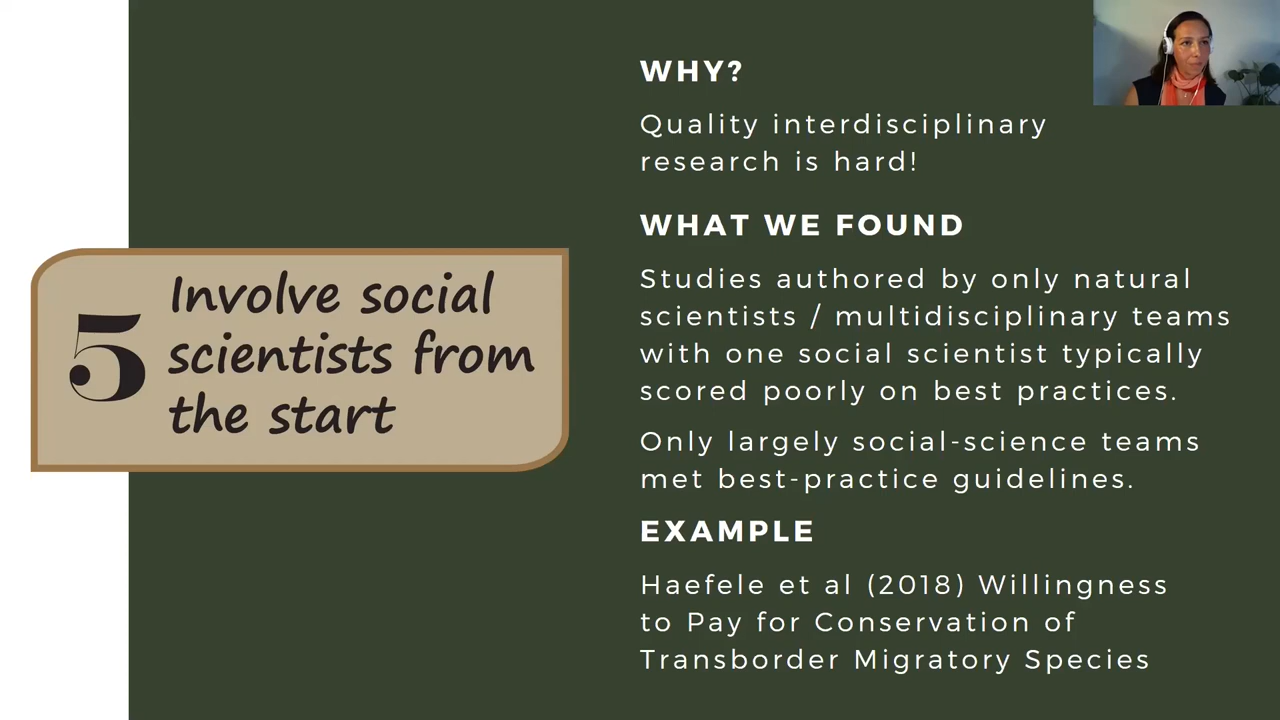 5
Involve social
scientists from
the start
WHY?
Quality interdisciplinary
research is hard!
WHAT WE FOUND
Studies authored by only natural
scientists / multidisciplinary teams
with one social scientist typically
scored poorly on best practices.
Only largely social-science teams
met best-practice guidelines.
EXAMPLE
Haefele et al (2018) Willingness
to Pay for Conservation of
Transborder Migratory Species